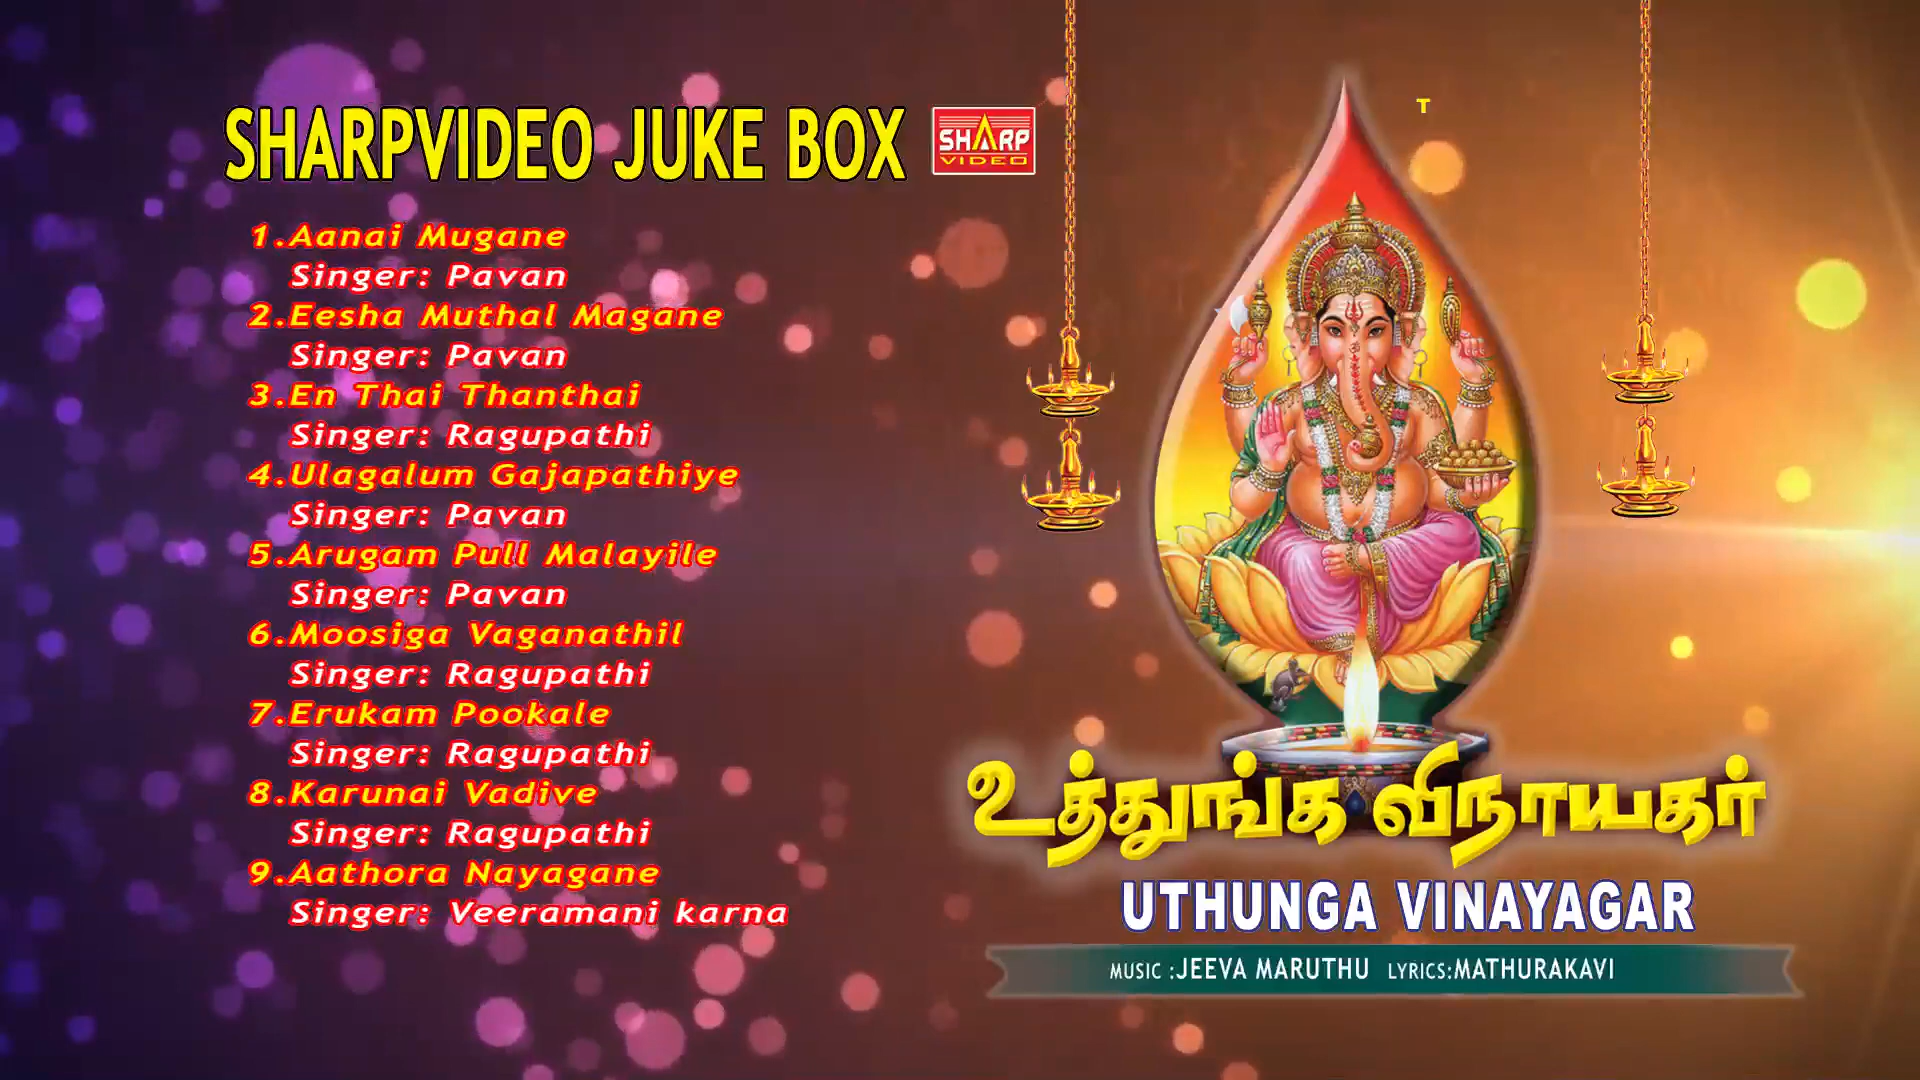 SHARPVIDEO JUKE BOX
SHARP
VIDEO
1.Aanai Mugane
Singer: Pavan
2.Eesha Muthal Magane
Singer: Pavan
3.En Thai Thanthai
Singer: Ragupathi
4.Ulagalum Gajapathiye
Singer: Pavan
5.Arugam Pull Malayile
Singer: Pavan
6.Moosiga Vaganathil
Singer: Ragupathi
7.Erukam Pookale
Singer: Ragupathi
8.Karunai Vadive
Singer: Ragupathi
9.Aathora Nayagane
Singer: Veeramani karna
T
உத்துங்க விநாயகர்
UTHUNGA VINAYAGAR
MUSIC :JEEVA MARUTHU LYRICS:MATHURAKAVI